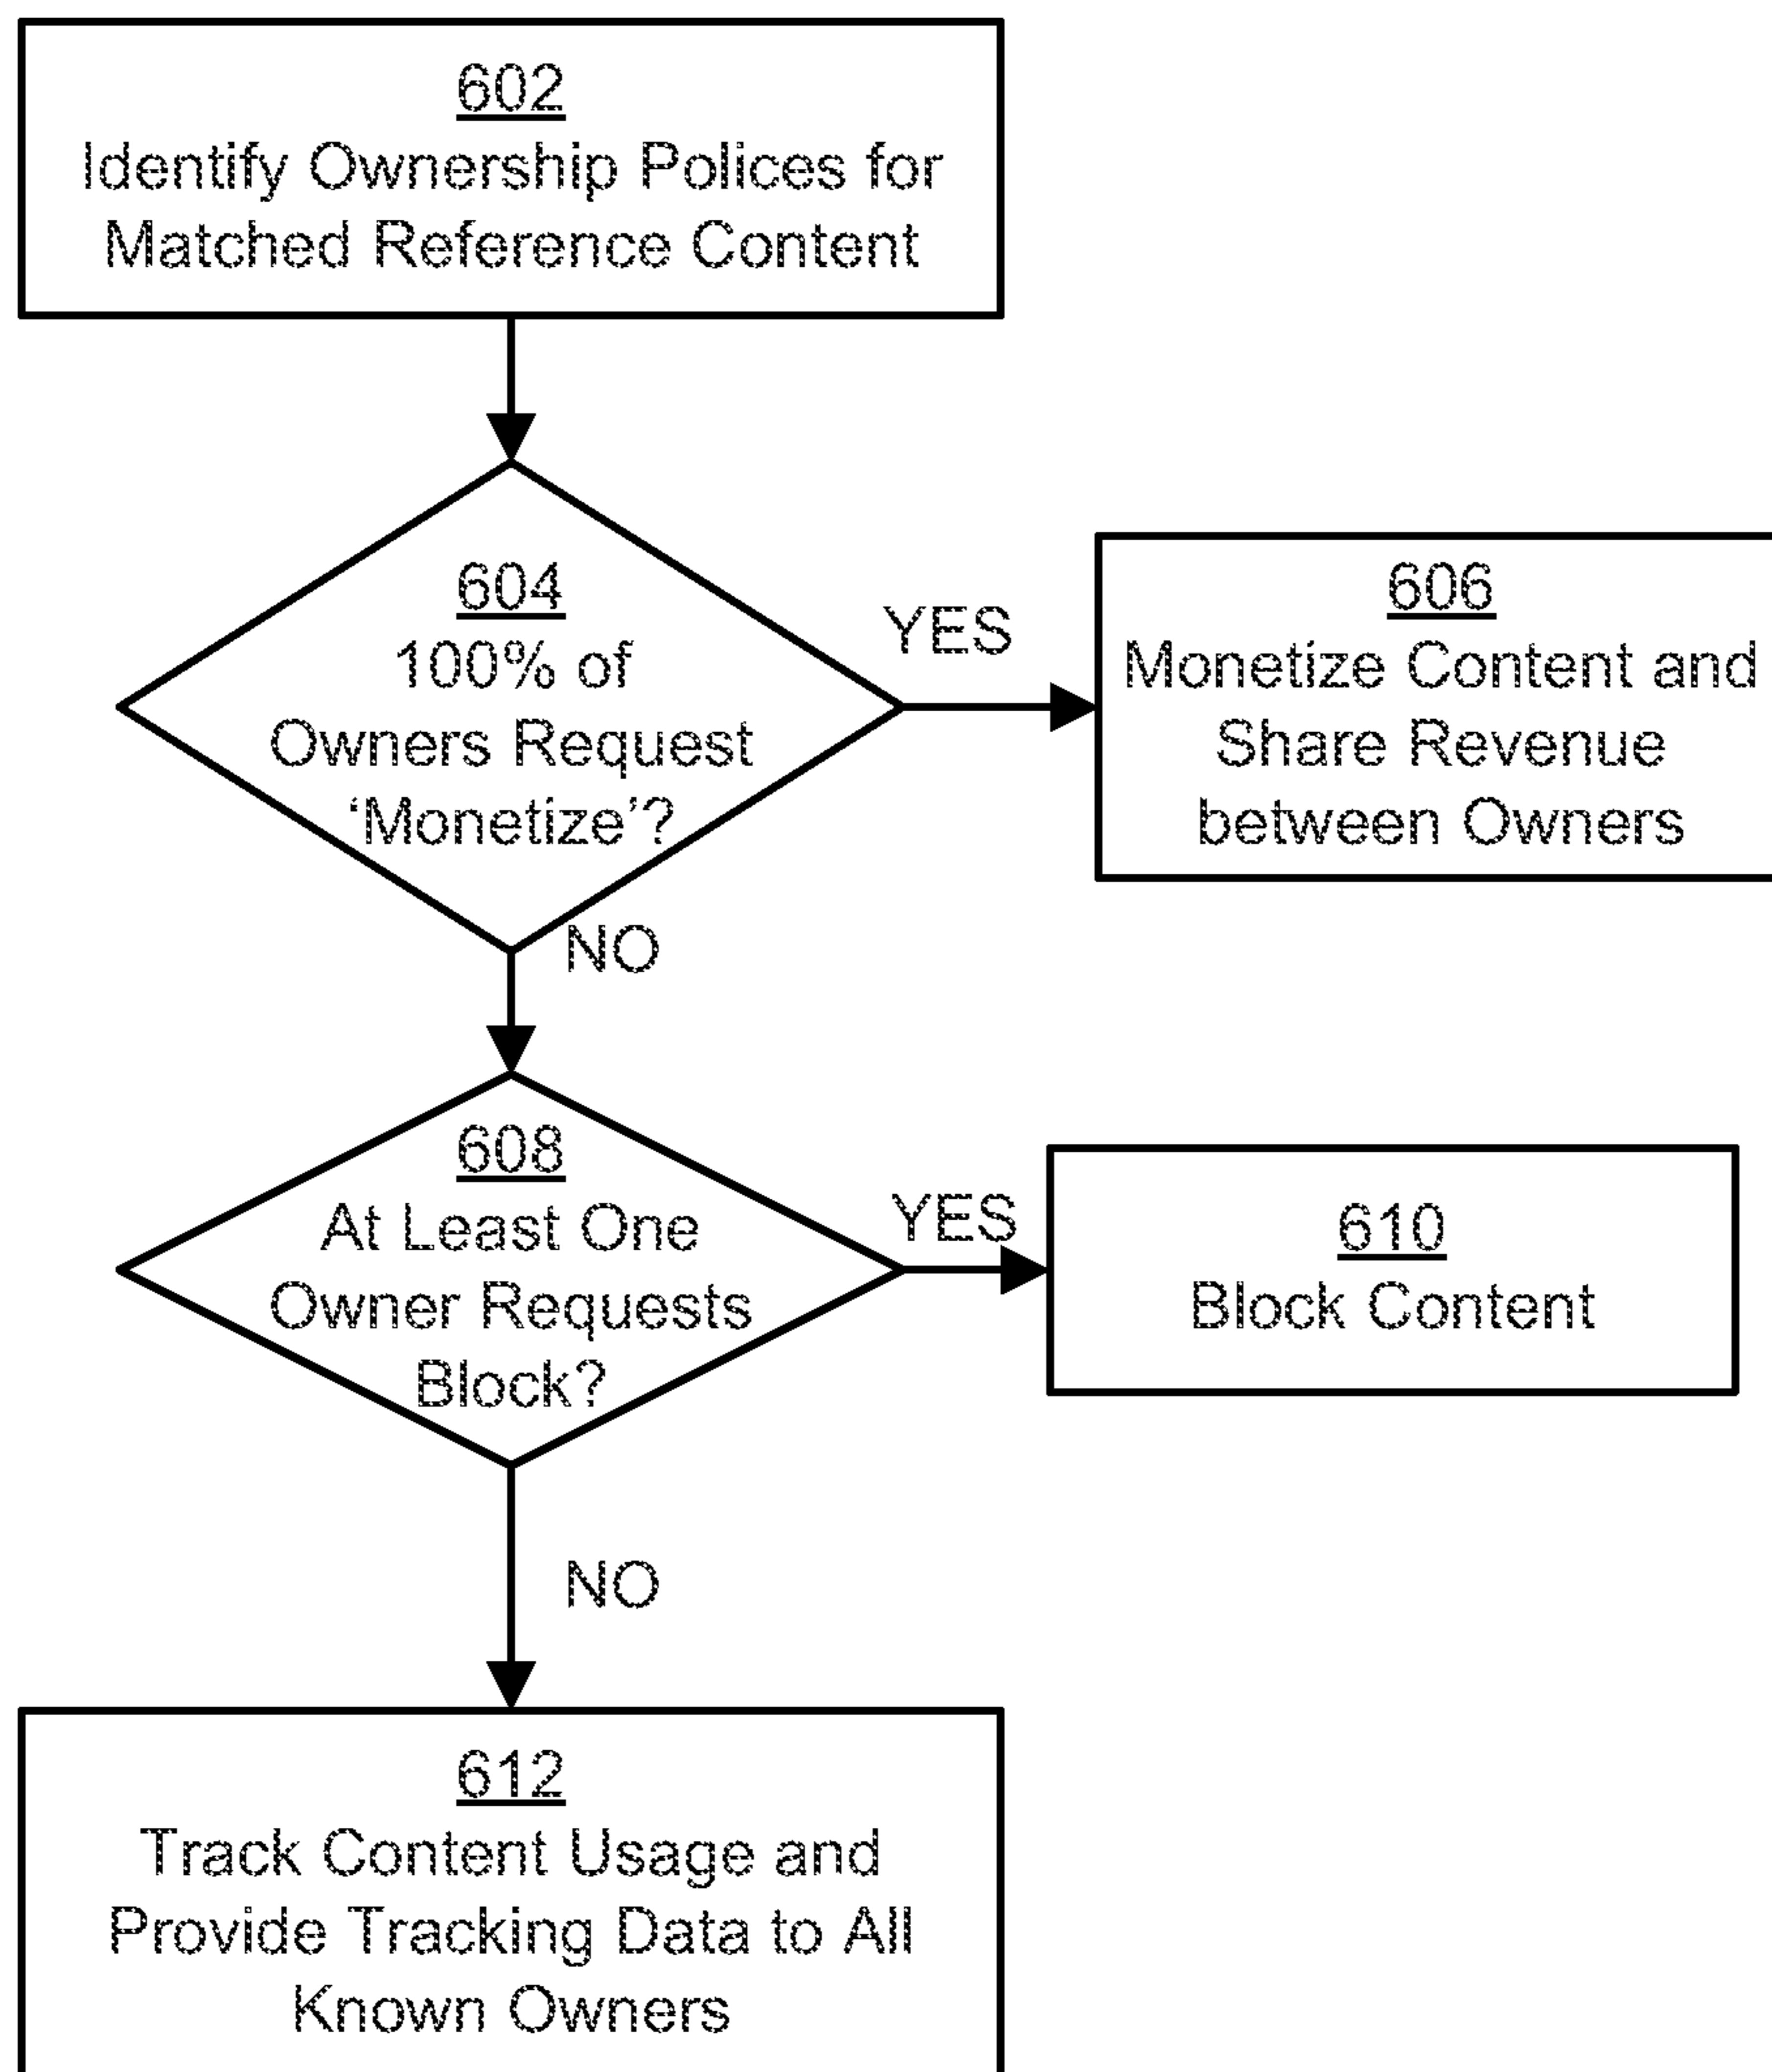 602
Identify Ownership Polices for
Matched Reference Content
604
100% of
Owners Request
‘Monetize’?
YES
606
Monetize Content and
Share Revenue
between Owners
NO
608
At Least One
Owner Requests
Block?
YES
610
Block Content
NO
612
Track Content Usage and
Provide Tracking Data to All
Known Owners